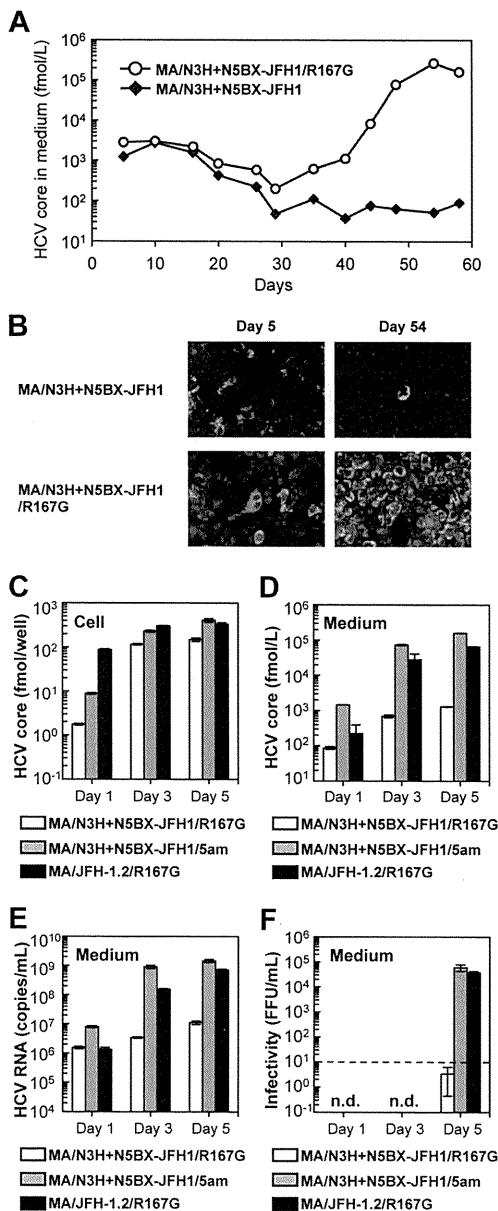 A
HCV core in medium (fmol/L)
10^6
10^5
10^4
10^3
10^2
10^1
MA/N3H+N5BX-JFH1/R167G
MA/N3H+N5BX-JFH1
0 10 20 30 40 50 60
Days
B
Day 5 Day 54
MA/N3H+N5BX-JFH1
MA/N3H+N5BX-JFH1
/R167G
C
HCV core (fmol/well)
10^3
10^2
10^1
10^0
10^-1
Cell
Day 1 Day 3 Day 5
MA/N3H+N5BX-JFH1/R167G
MA/N3H+N5BX-JFH1/5am
MA/JFH-1.2/R167G
D
HCV core (fmol/L)
10^6
10^5
10^4
10^3
10^2
10^1
Medium
Day 1 Day 3 Day 5
MA/N3H+N5BX-JFH1/R167G
MA/N3H+N5BX-JFH1/5am
MA/JFH-1.2/R167G
E
HCV RNA (copies/mL)
10^10
10^9
10^8
10^7
10^6
10^5
10^4
Medium
Day 1 Day 3 Day 5
MA/N3H+N5BX-JFH1/R167G
MA/N3H+N5BX-JFH1/5am
MA/JFH-1.2/R167G
F
Infectivity (FFU/mL)
10^6
10^5
10^4
10^3
10^2
10^1
10^0
10^-1
Medium
n.d. n.d.
Day 1 Day 3 Day 5
MA/N3H+N5BX-JFH1/R167G
MA/N3H+N5BX-JFH1/5am
MA/JFH-1.2/R167G